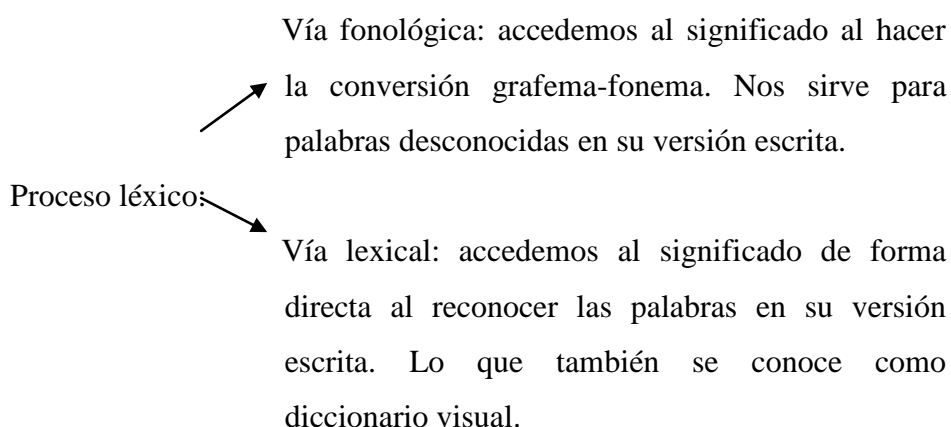 Vía fonológica: accedemos al significado al hacer
la conversión grafema-fonema. Nos sirve para
palabras desconocidas en su versión escrita.
Proceso léxico:
Vía lexical: accedemos al significado de forma
directa al reconocer las palabras en su versión
escrita. Lo que también se conoce como
diccionario visual.